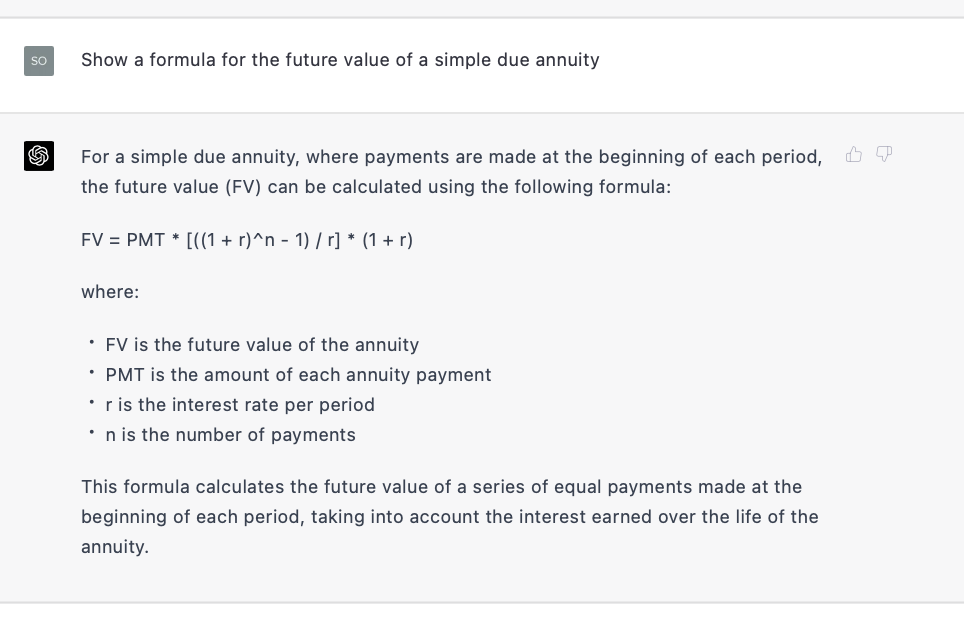 SO
Show a formula for the future value of a simple due annuity
For a simple due annuity, where payments are made at the beginning of each period,
the future value (FV) can be calculated using the following formula:
FV = PMT * [((1 + r)^n - 1) / r] * (1 + r)
where:
• FV is the future value of the annuity
• PMT is the amount of each annuity payment
• r is the interest rate per period
• n is the number of payments
This formula calculates the future value of a series of equal payments made at the
beginning of each period, taking into account the interest earned over the life of the
annuity.